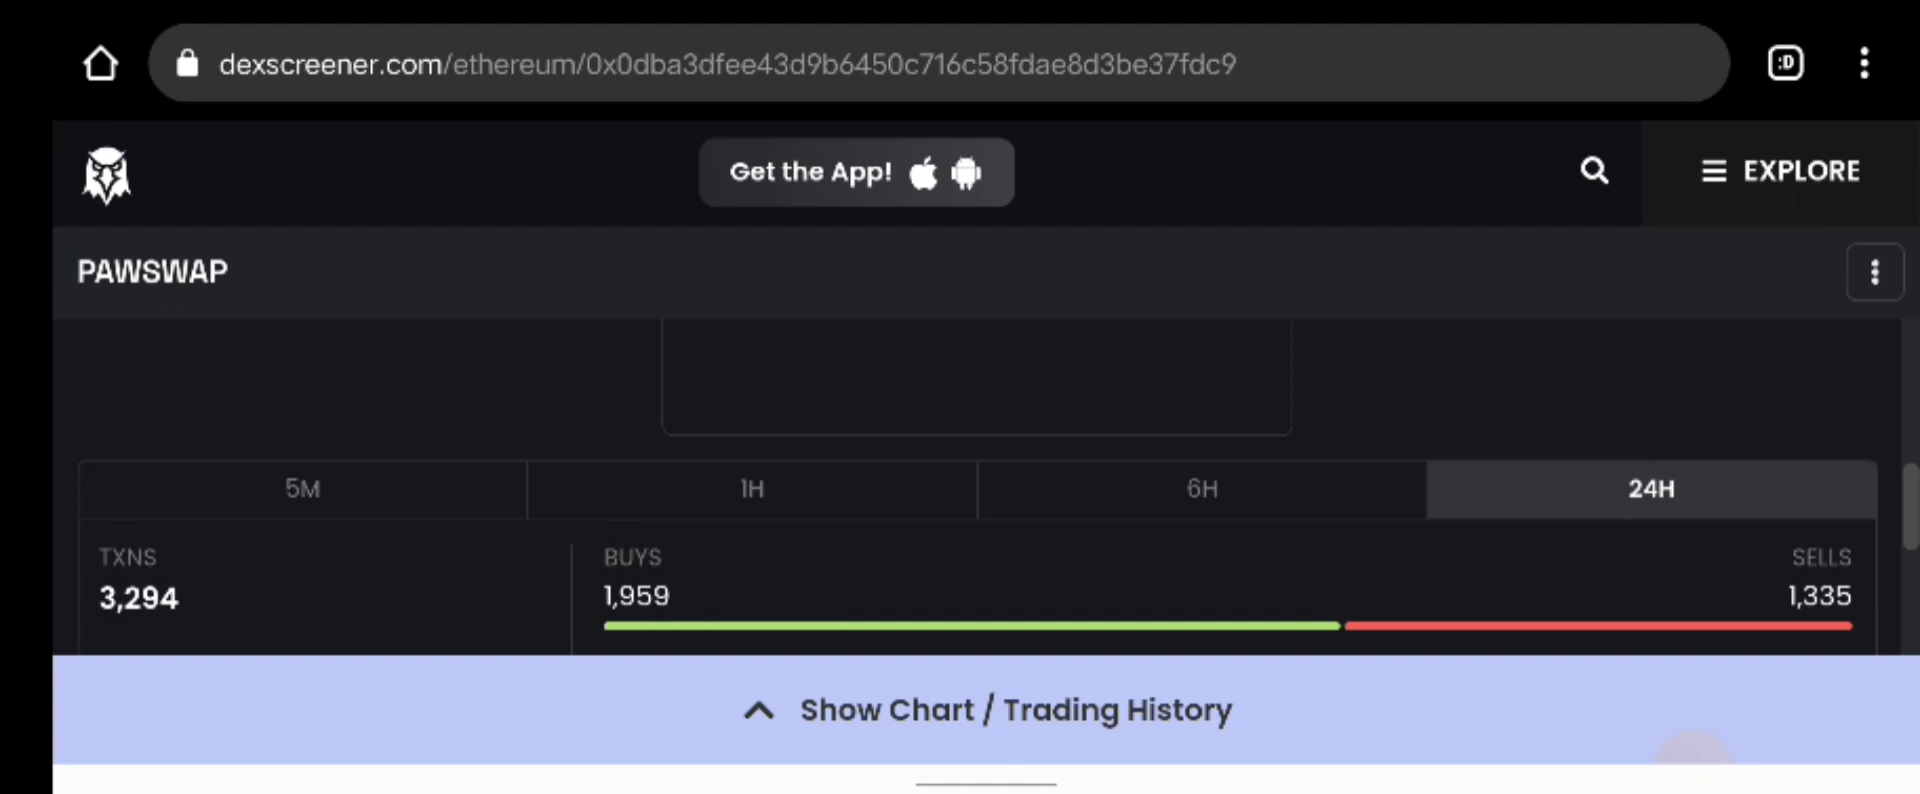 dexscreener.com/ethereum/0x0dba3dfee43d9b6450c716c58fdae8d3be37fdc9
:D
Get the App!
EXPLORE
PAWSWAP
5M 1H 6H 24H
TXNS BUYS SELLS
3,294 1,959 1,335
Show Chart / Trading History